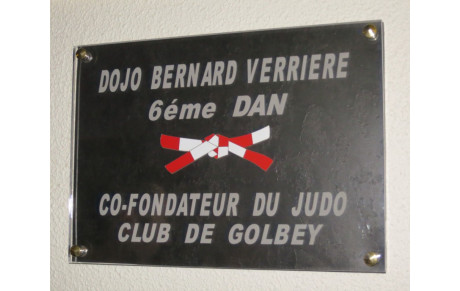 DOJO BERNARD VERRIERE
6éme DAN
CO-FONDATEUR DU JUDO
CLUB DE GOLBEY